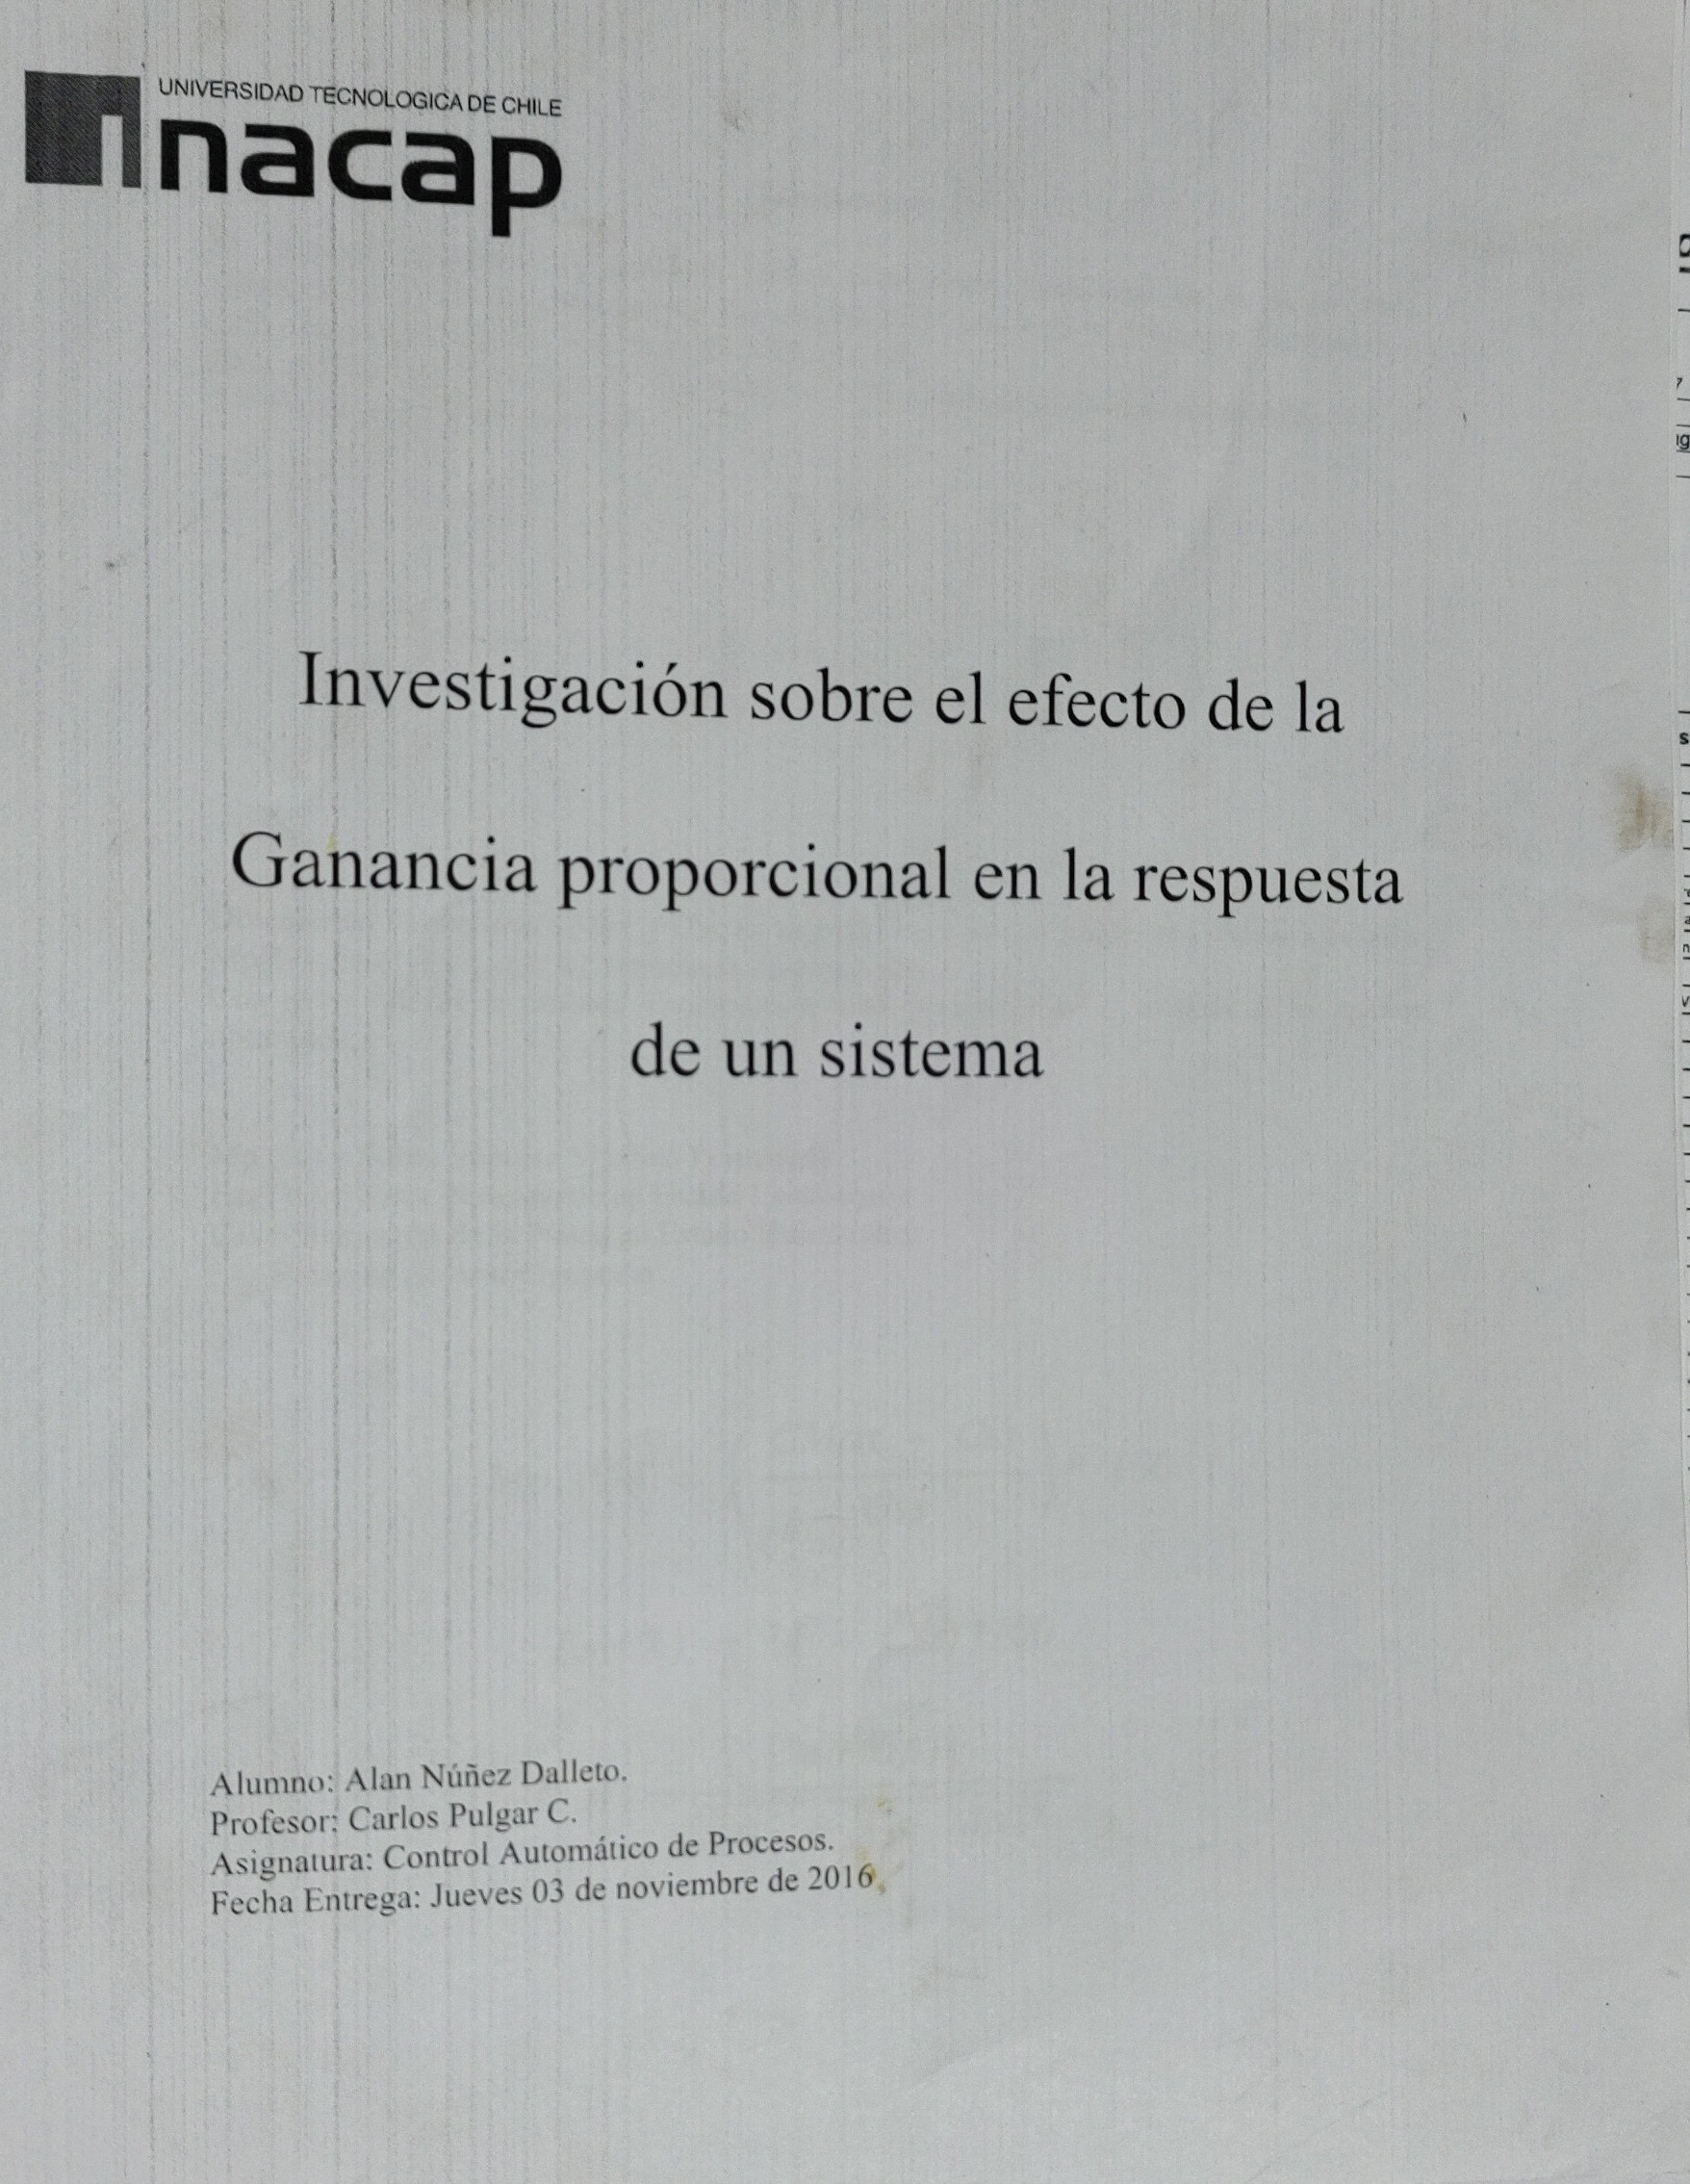 UNIVERSIDAD TECNOLOGICA DE CHILE
inacap
Investigación sobre el efecto de la
Ganancia proporcional en la respuesta
de un sistema
Alumno: Alan Núñez Dalleto.
Profesor: Carlos Pulgar C.
Asignatura: Control Automático de Procesos.
Fecha Entrega: Jueves 03 de noviembre de 2016.